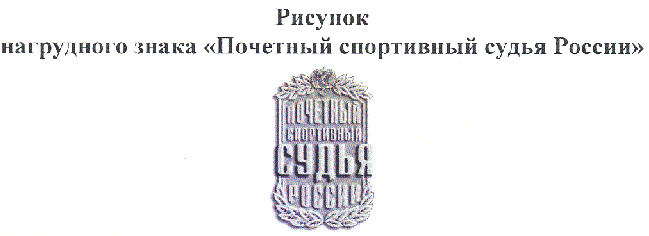 Рисунок
нагрудного знака «Почетный спортивный судья России»
ПОЧЕТНЫЙ
СПОРТИВНЫЙ
СУДЬЯ
РОССИИ